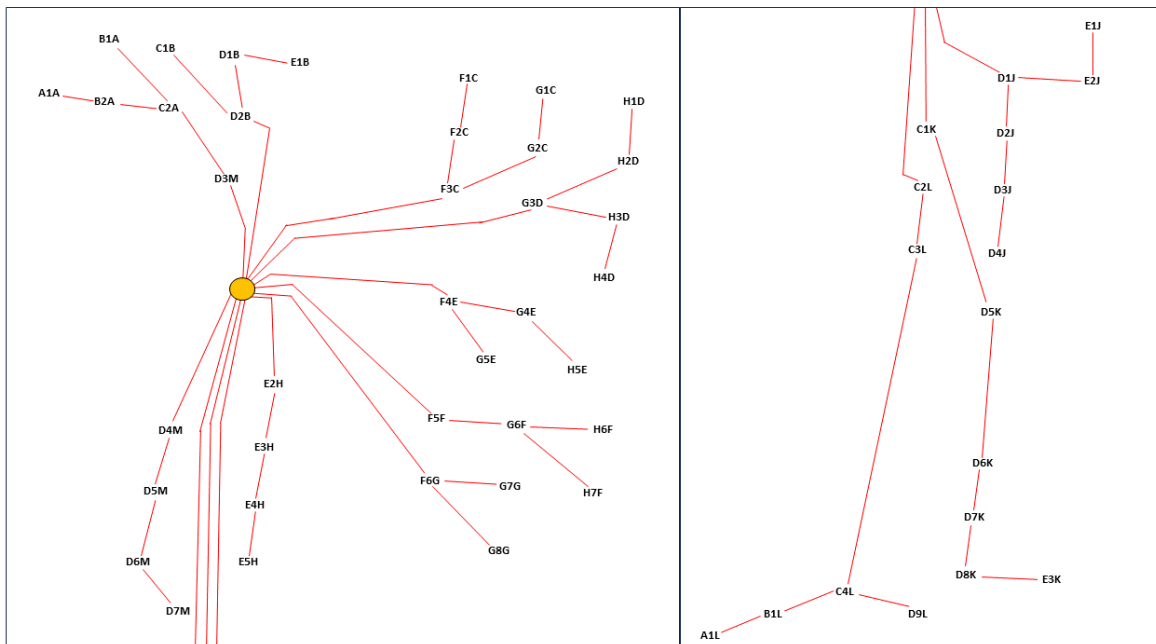 B1A
C1B
D1B
E1B
A1A
B2A
C2A
D2B
D3M
F1C
G1C
H1D
F2C
G2C
H2D
F3C
G3D
H3D
H4D
F4E
G4E
G5E
H5E
E2H
F5F
G6F
H6F
D4M
E3H
F6G
G7G
H7F
D5M
E4H
D6M
E5H
G8G
D7M
E1J
D1J
E2J
C1K
D2J
C2L
D3J
C3L
D4J
D5K
D6K
D7K
D8K
E3K
C4L
B1L
D9L
A1L